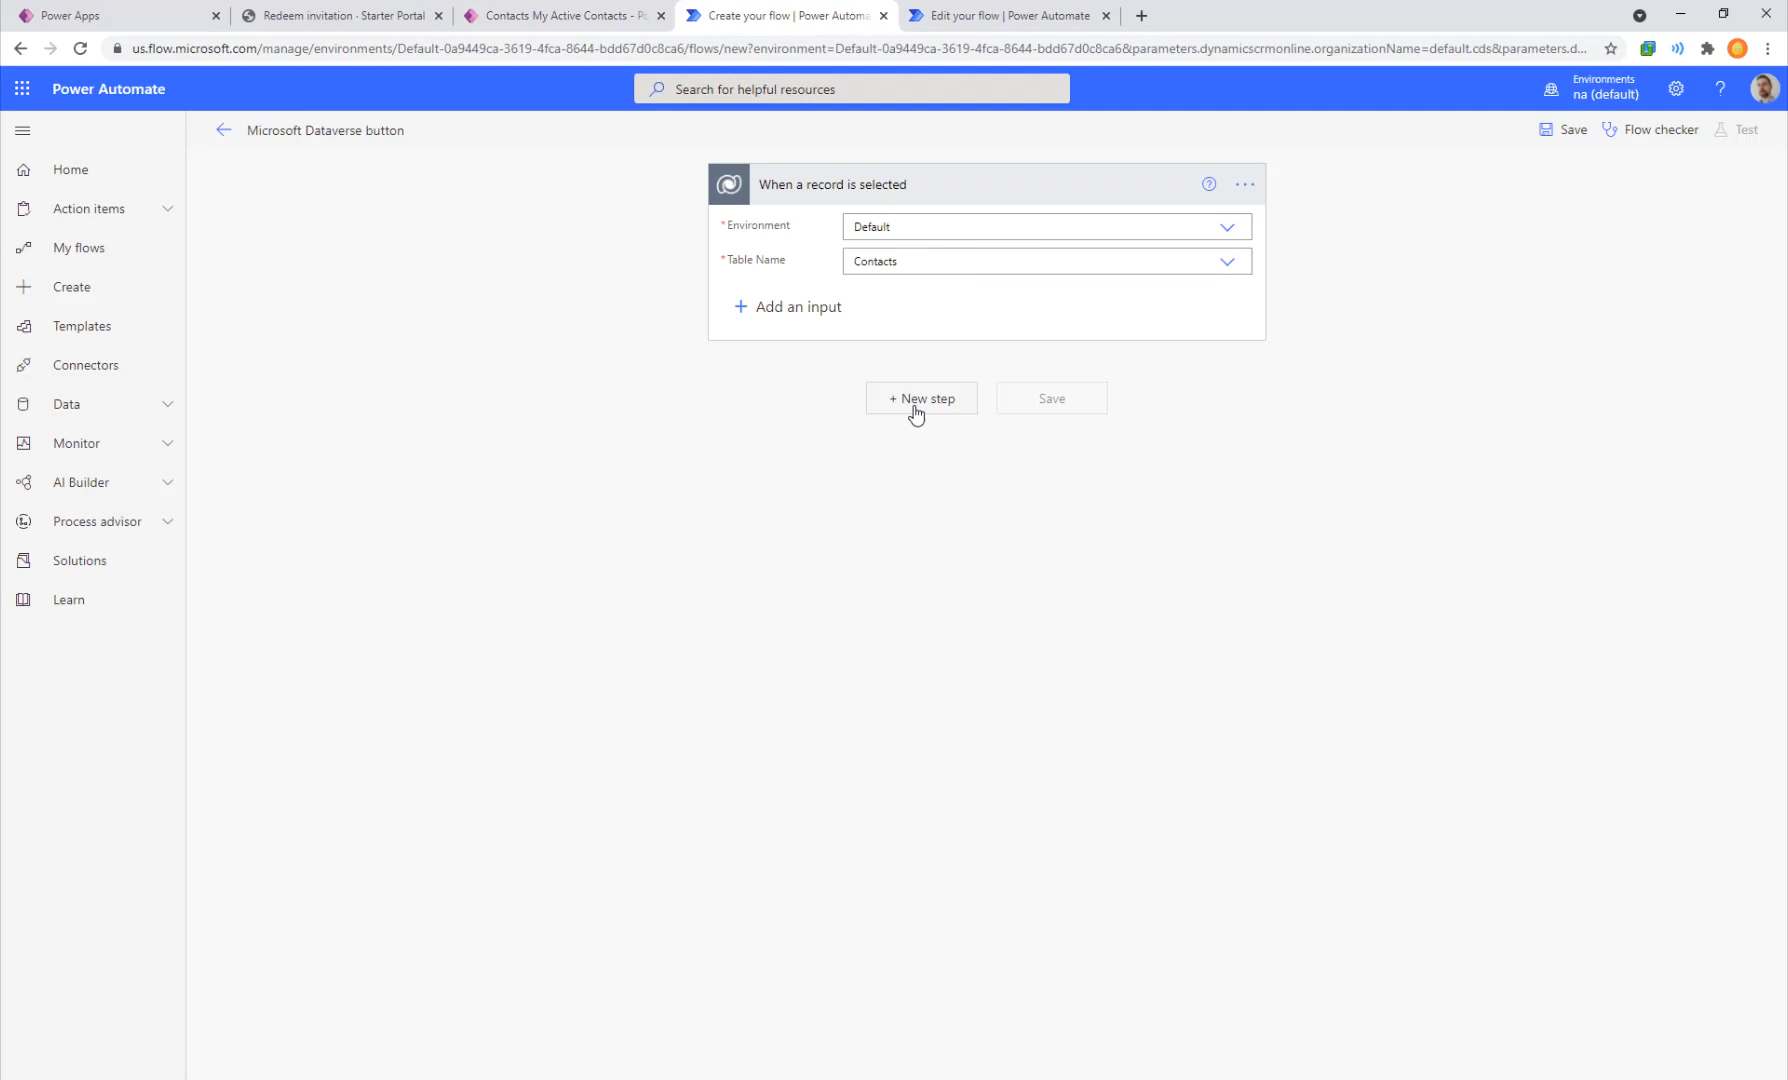 Power Apps
Redeem invitation · Starter Portal
Contacts My Active Contacts - Po
Create your flow | Power Automa
Edit your flow | Power Automate
us.flow.microsoft.com/manage/environments/Default-0a9449ca-3619-4fca-8644-bdd67d0c8ca6/flows/new?environment=Default-0a9449ca-3619-4fca-8644-bdd67d0c8ca6&parameters.dynamicscrmonline.organizationName=default.cds&parameters.d...
Power Automate
Search for helpful resources
Environments
na (default)
Microsoft Dataverse button
Save
Flow checker
Test
Home
Action items
My flows
Create
Templates
Connectors
Data
Monitor
AI Builder
Process advisor
Solutions
Learn
When a record is selected
* Environment
Default
* Table Name
Contacts
+ Add an input
+ New step
Save